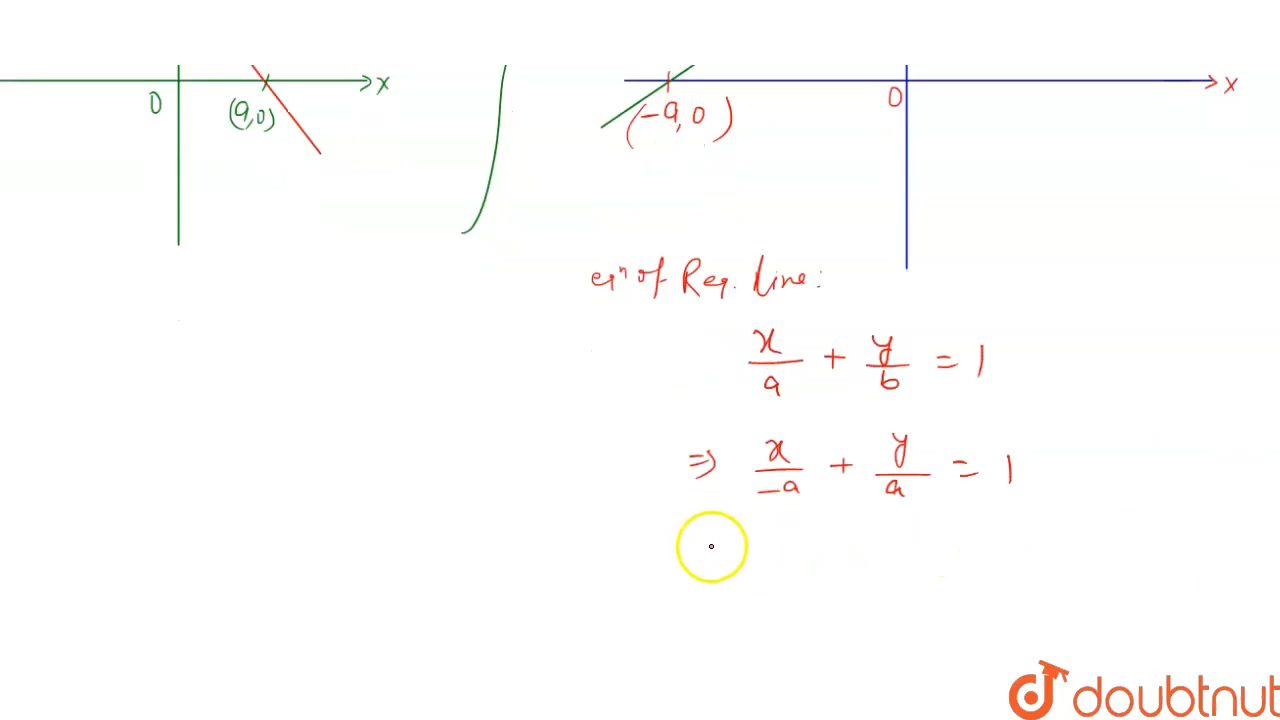 X
0
(a,0)
X
0
(-a,0)
eqn of Req. line:
x/a + y/b = 1
⇒ x/-a + y/a = 1
doubtnut